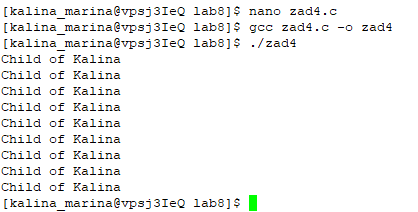 [kalina_marina@vpsj3IeQ lab8]$ nano zad4.c
[kalina_marina@vpsj3IeQ lab8]$ gcc zad4.c -o zad4
[kalina_marina@vpsj3IeQ lab8]$ ./zad4
Child of Kalina
Child of Kalina
Child of Kalina
Child of Kalina
Child of Kalina
Child of Kalina
Child of Kalina
Child of Kalina
Child of Kalina
[kalina_marina@vpsj3IeQ lab8]$